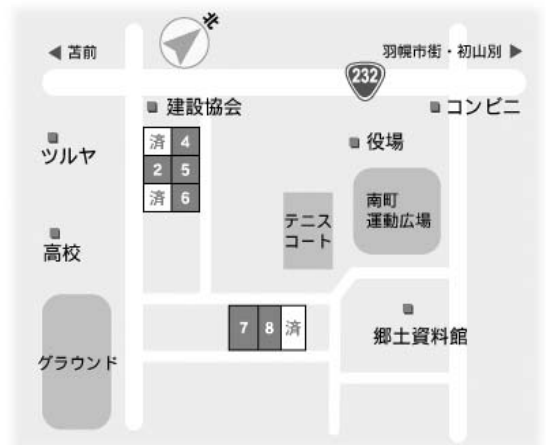 北
◀ 苫前
羽幌市街・初山別 ▶
232
建設協会
コンビニ
済 4
2 5
済 6
ツルヤ
役場
高校
テニス
コート
南町
運動広場
7 8 済
郷土資料館
グラウンド